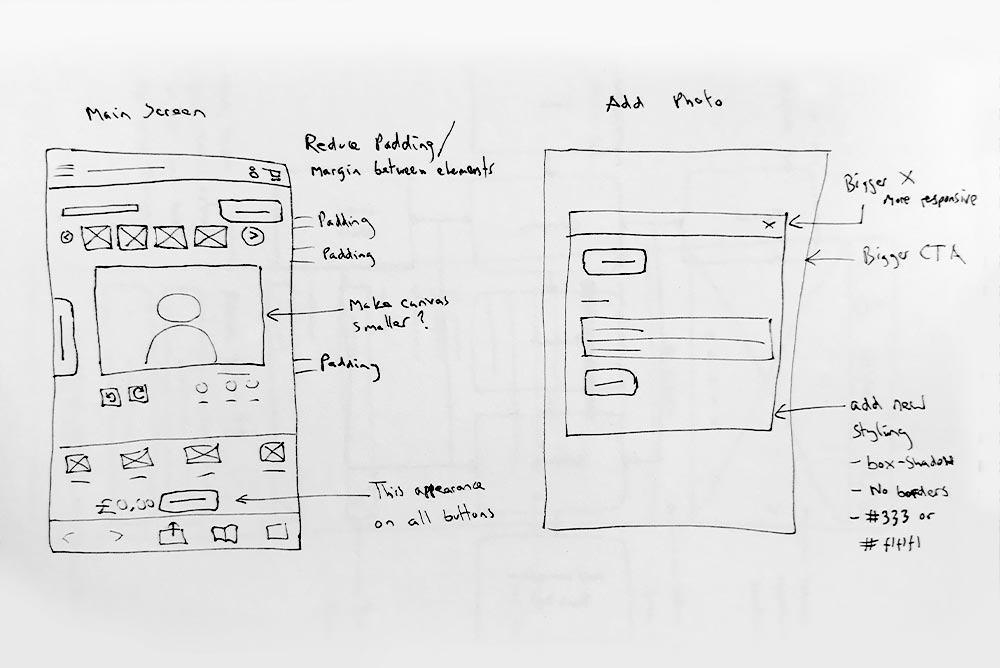 Main Screen
Reduce Padding/
Margin between elements
Padding
Padding
Make canvas
smaller?
Padding
£0.00
This appearance
on all buttons
Add Photo
X
Bigger X
More responsive
Bigger CTA
add new
styling
- box-shadow
- No borders
- #333 or
#f1f1f1